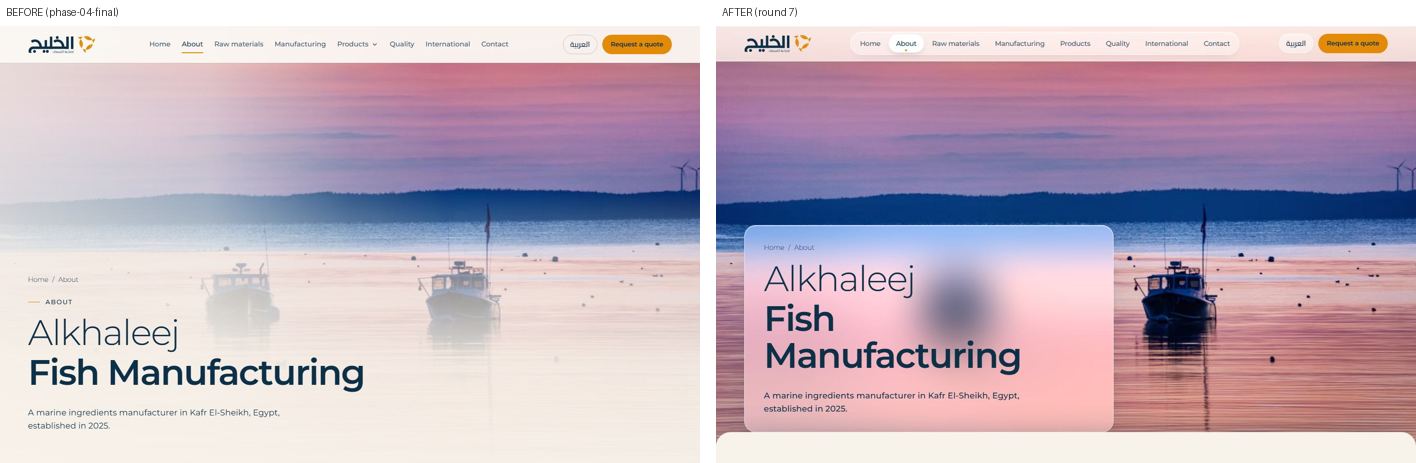 BEFORE (phase-04-final)
الخليج
Home About Raw materials Manufacturing Products Quality International Contact
العربية
Request a quote
Home / About
ABOUT
Alkhaleej
Fish Manufacturing
A marine ingredients manufacturer in Kafr El-Sheikh, Egypt,
established in 2025.
AFTER (round 7)
الخليج
Home About Raw materials Manufacturing Products Quality International Contact
العربية
Request a quote
Home / About
Alkhaleej
Fish
Manufacturing
A marine ingredients manufacturer in Kafr El-Sheikh, Egypt,
established in 2025.